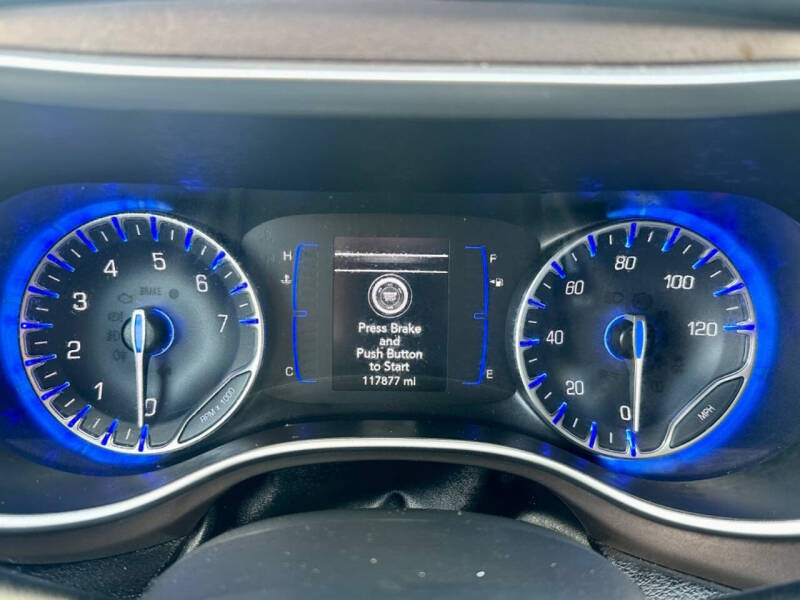 1 2 3 4 5 6 7
0
BRAKE
RPM x 1000
H
C
Press Brake
and
Push Button
to Start
117877 mi
F
E
0 20 40 60 80 100 120
MPH